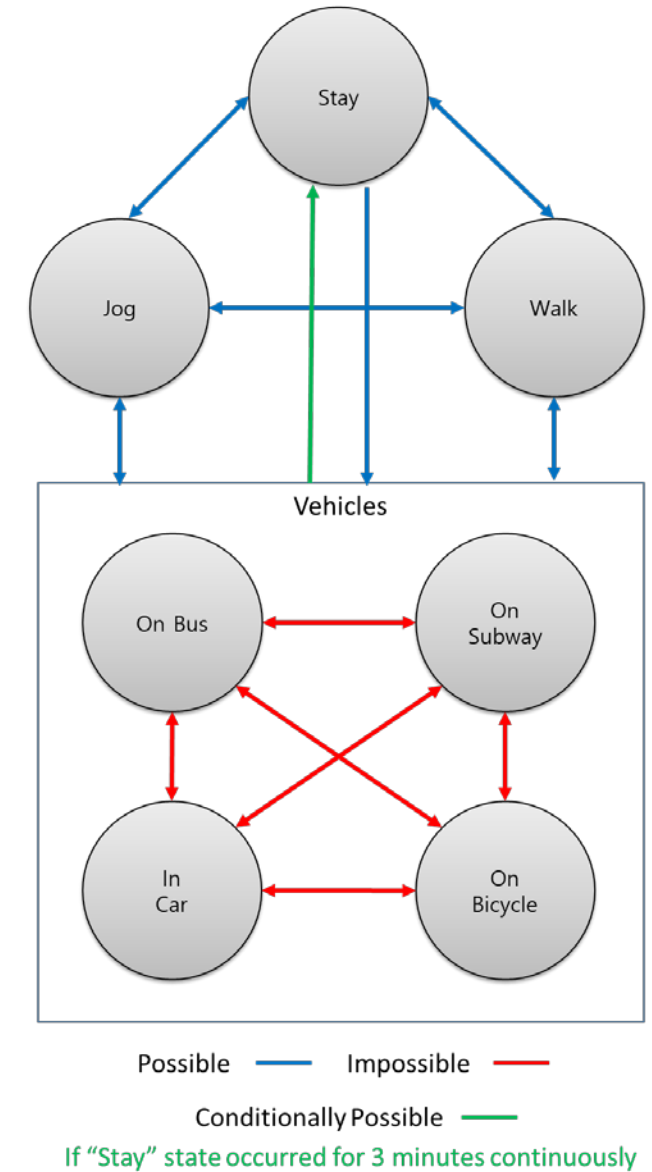 Stay
Jog
Walk
Vehicles
On Bus
On
Subway
In
Car
On
Bicycle
Possible
Impossible
Conditionally Possible
If “Stay” state occurred for 3 minutes continuously